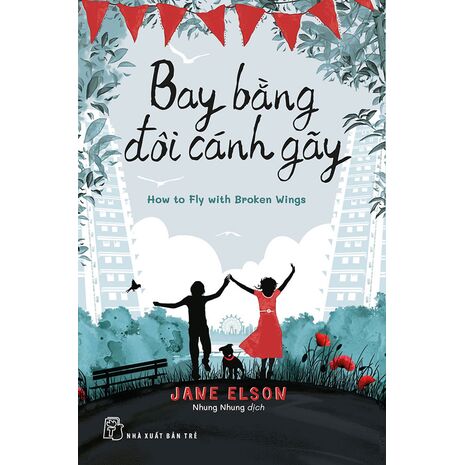 Bay bằng
đôi cánh gãy
How to Fly with Broken Wings
JANE ELSON
Nhung Nhung dịch
NHÀ XUẤT BẢN TRẺ